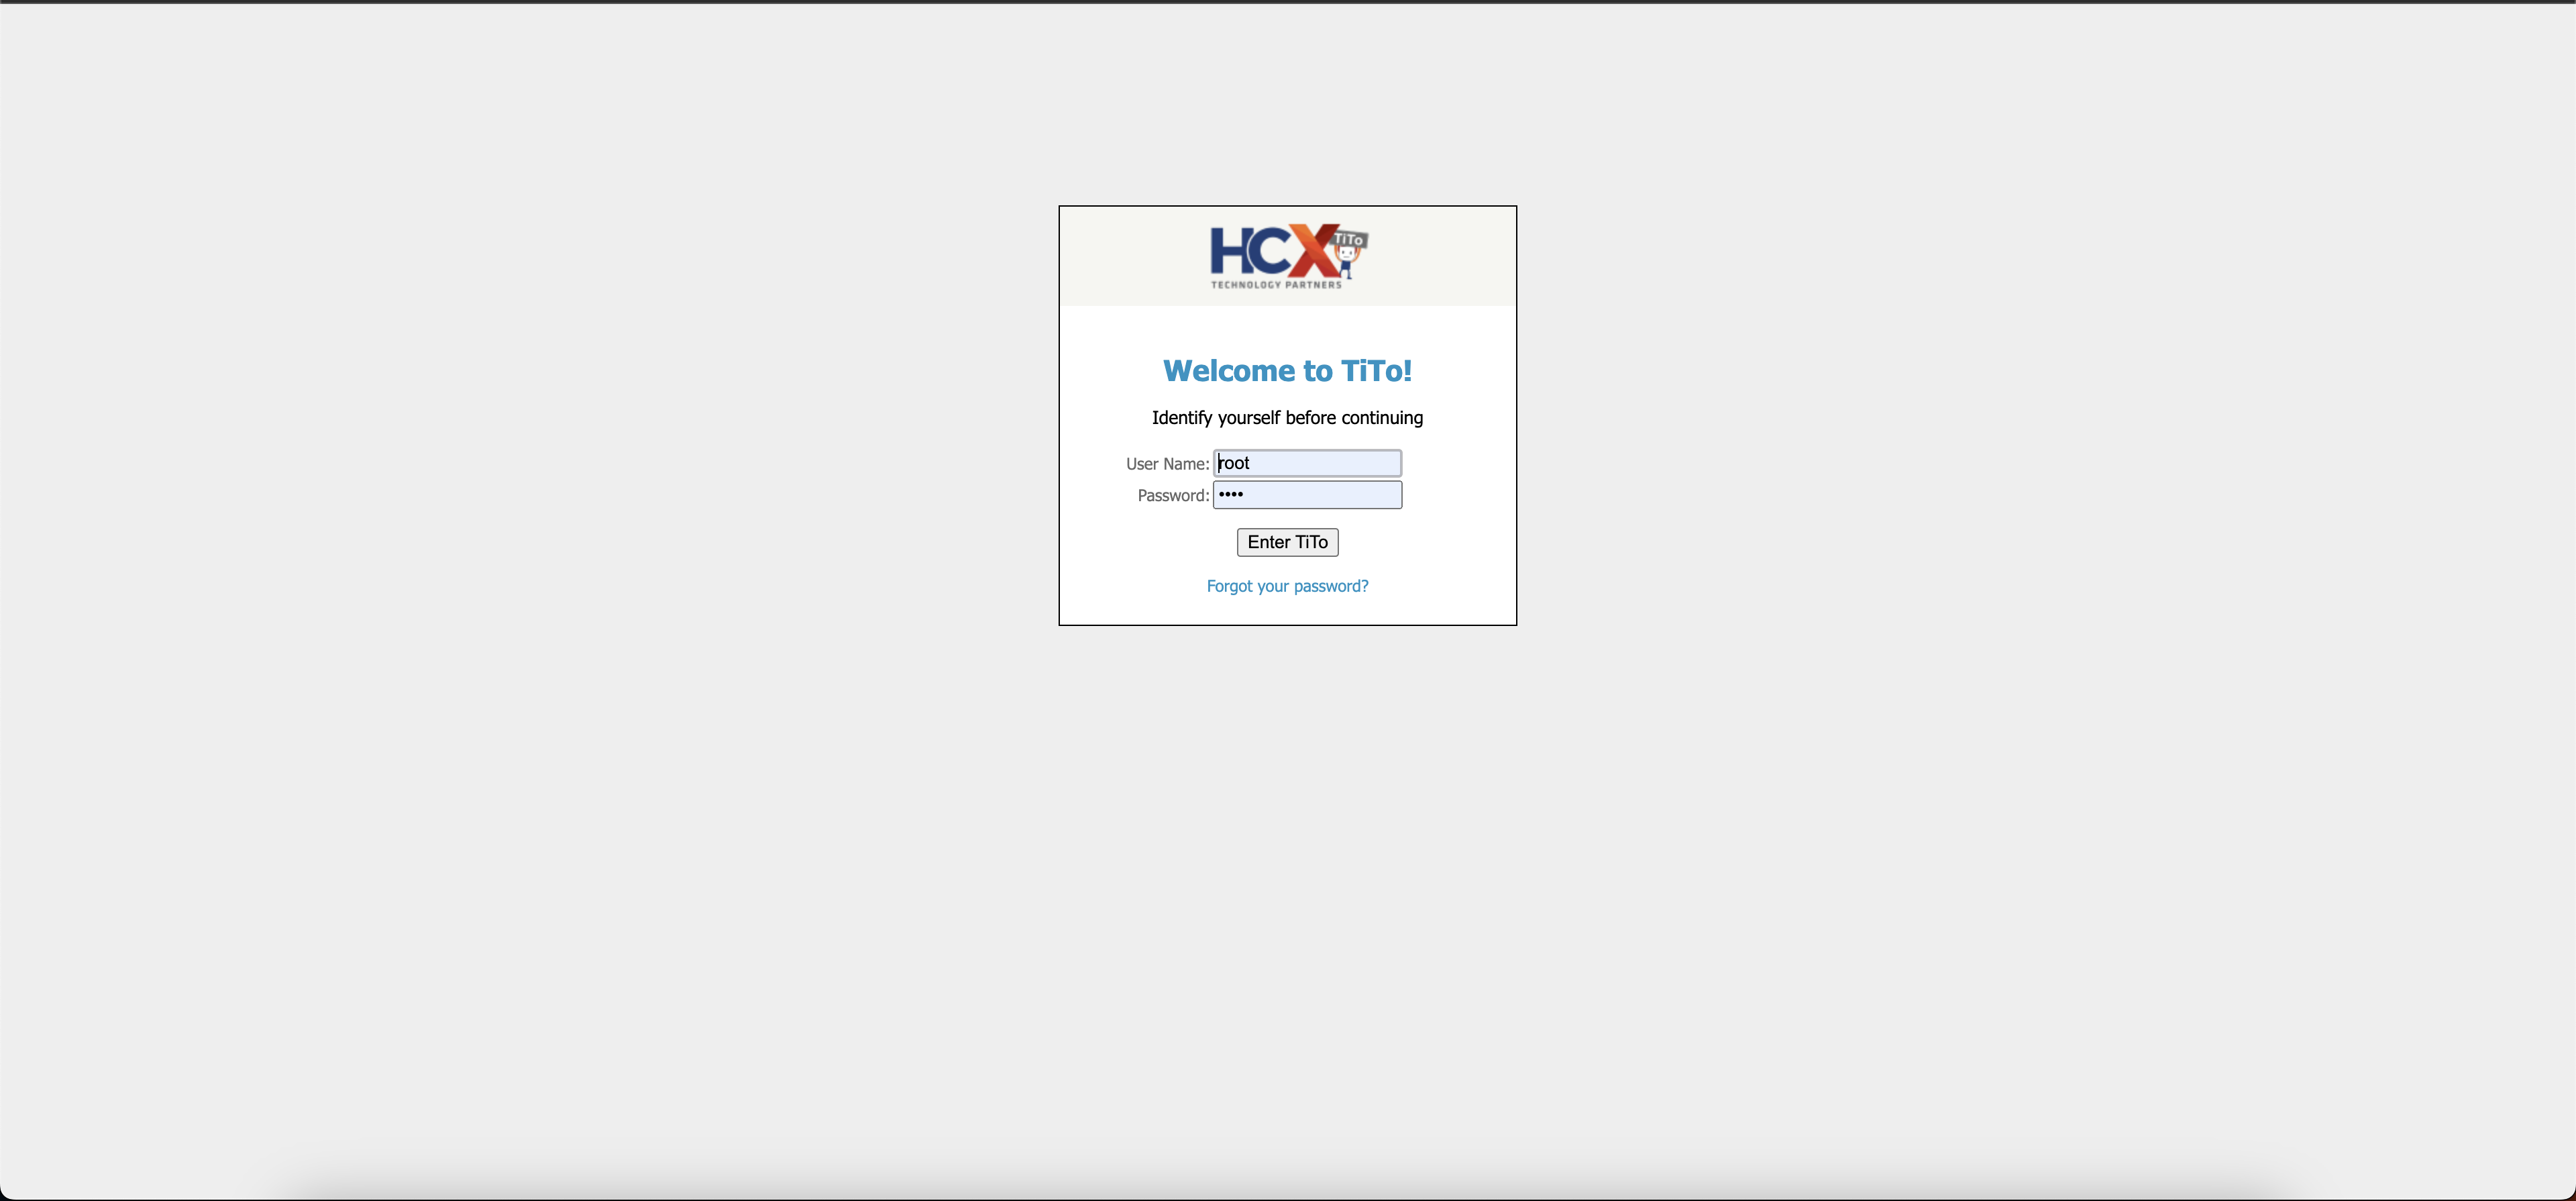 HCX TiTo
TECHNOLOGY PARTNERS
Welcome to TiTo!
Identify yourself before continuing
User Name: root
Password: ••••
Enter TiTo
Forgot your password?